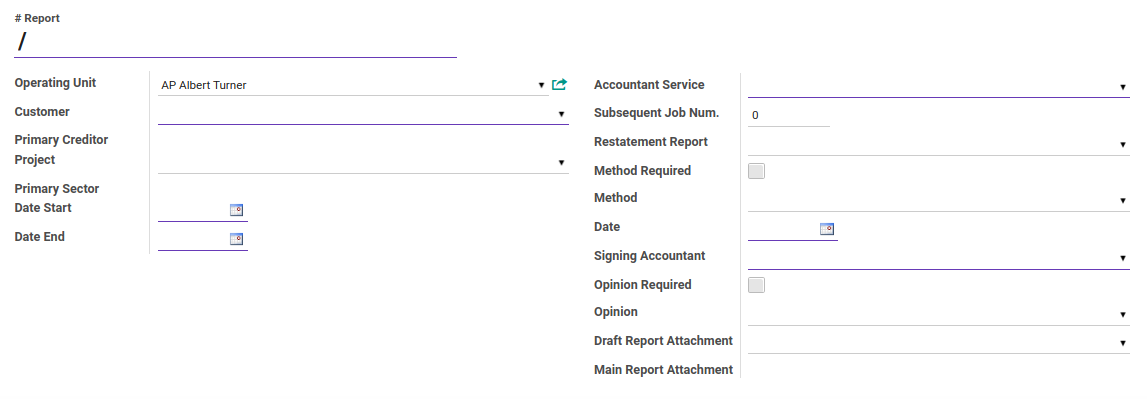 # Report
/
Operating Unit AP Albert Turner
Customer
Primary Creditor
Project
Primary Sector
Date Start
Date End
Accountant Service
Subsequent Job Num. 0
Restatement Report
Method Required
Method
Date
Signing Accountant
Opinion Required
Opinion
Draft Report Attachment
Main Report Attachment